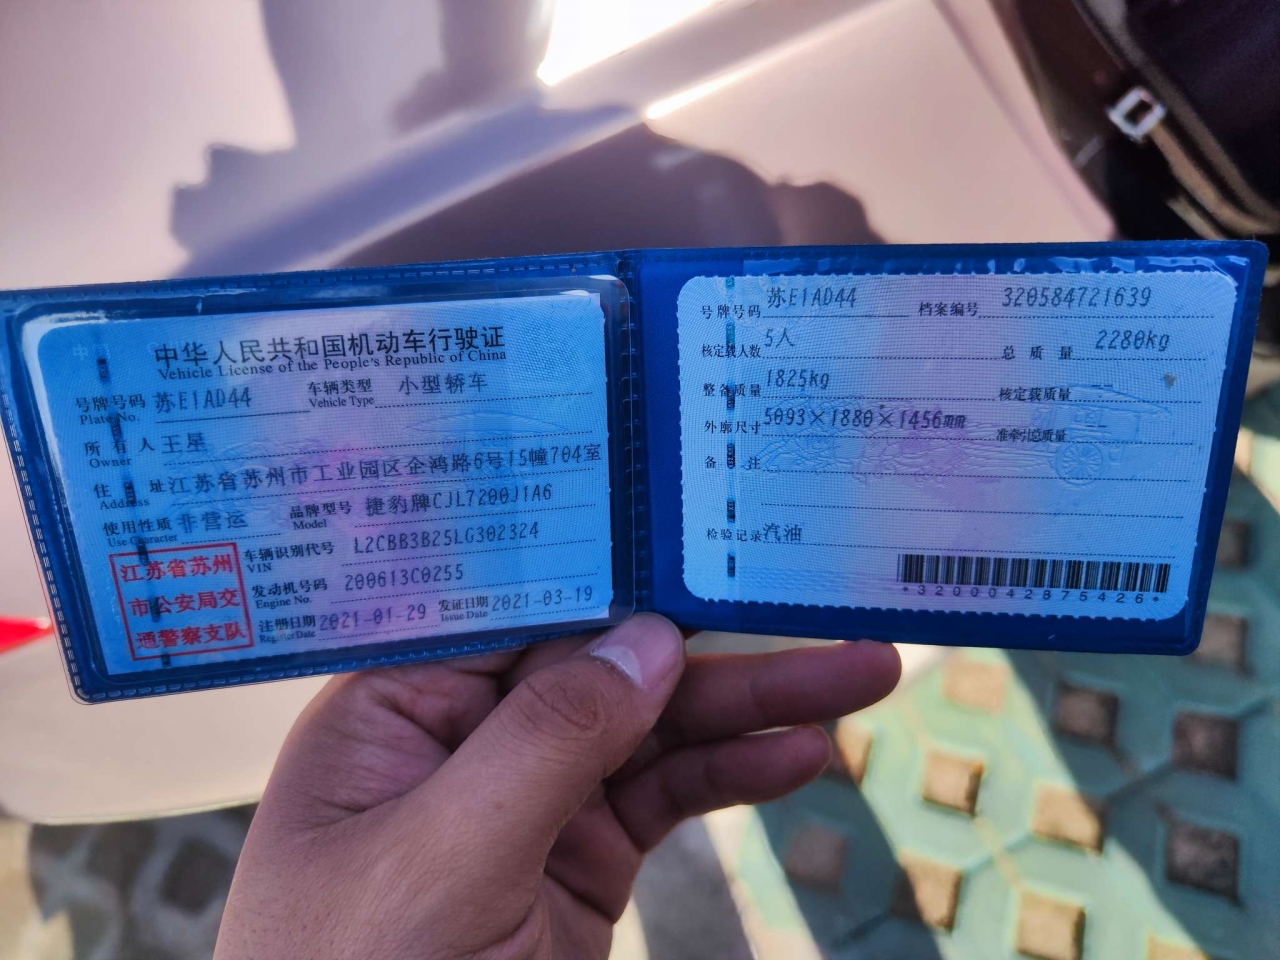 中华人民共和国机动车行驶证
Vehicle License of the People's Republic of China
号牌号码 苏E1AD44 车辆类型 小型轿车
Plate No. Vehicle Type
所有人 王星
Owner
住址 江苏省苏州市工业园区企鸿路6号15幢704室
Address
使用性质 非营运 品牌型号 捷豹牌CJL7200J1A6
Use Character Model
车辆识别代号 L2CBB3B25LG302324
VIN
发动机号码 200613C0255
Engine No.
注册日期 2021-01-29 发证日期 2021-03-19
Register Date Issue Date
江苏省苏州
市公安局交
通警察支队
号牌号码 苏E1AD44 档案编号 320584721639
核定载人数 5人 总质量 2280kg
整备质量 1825kg 核定载质量 --
外廓尺寸 5093×1880×1456mm 准牵引总质量
备注
检验记录 汽油
*3200042875426*